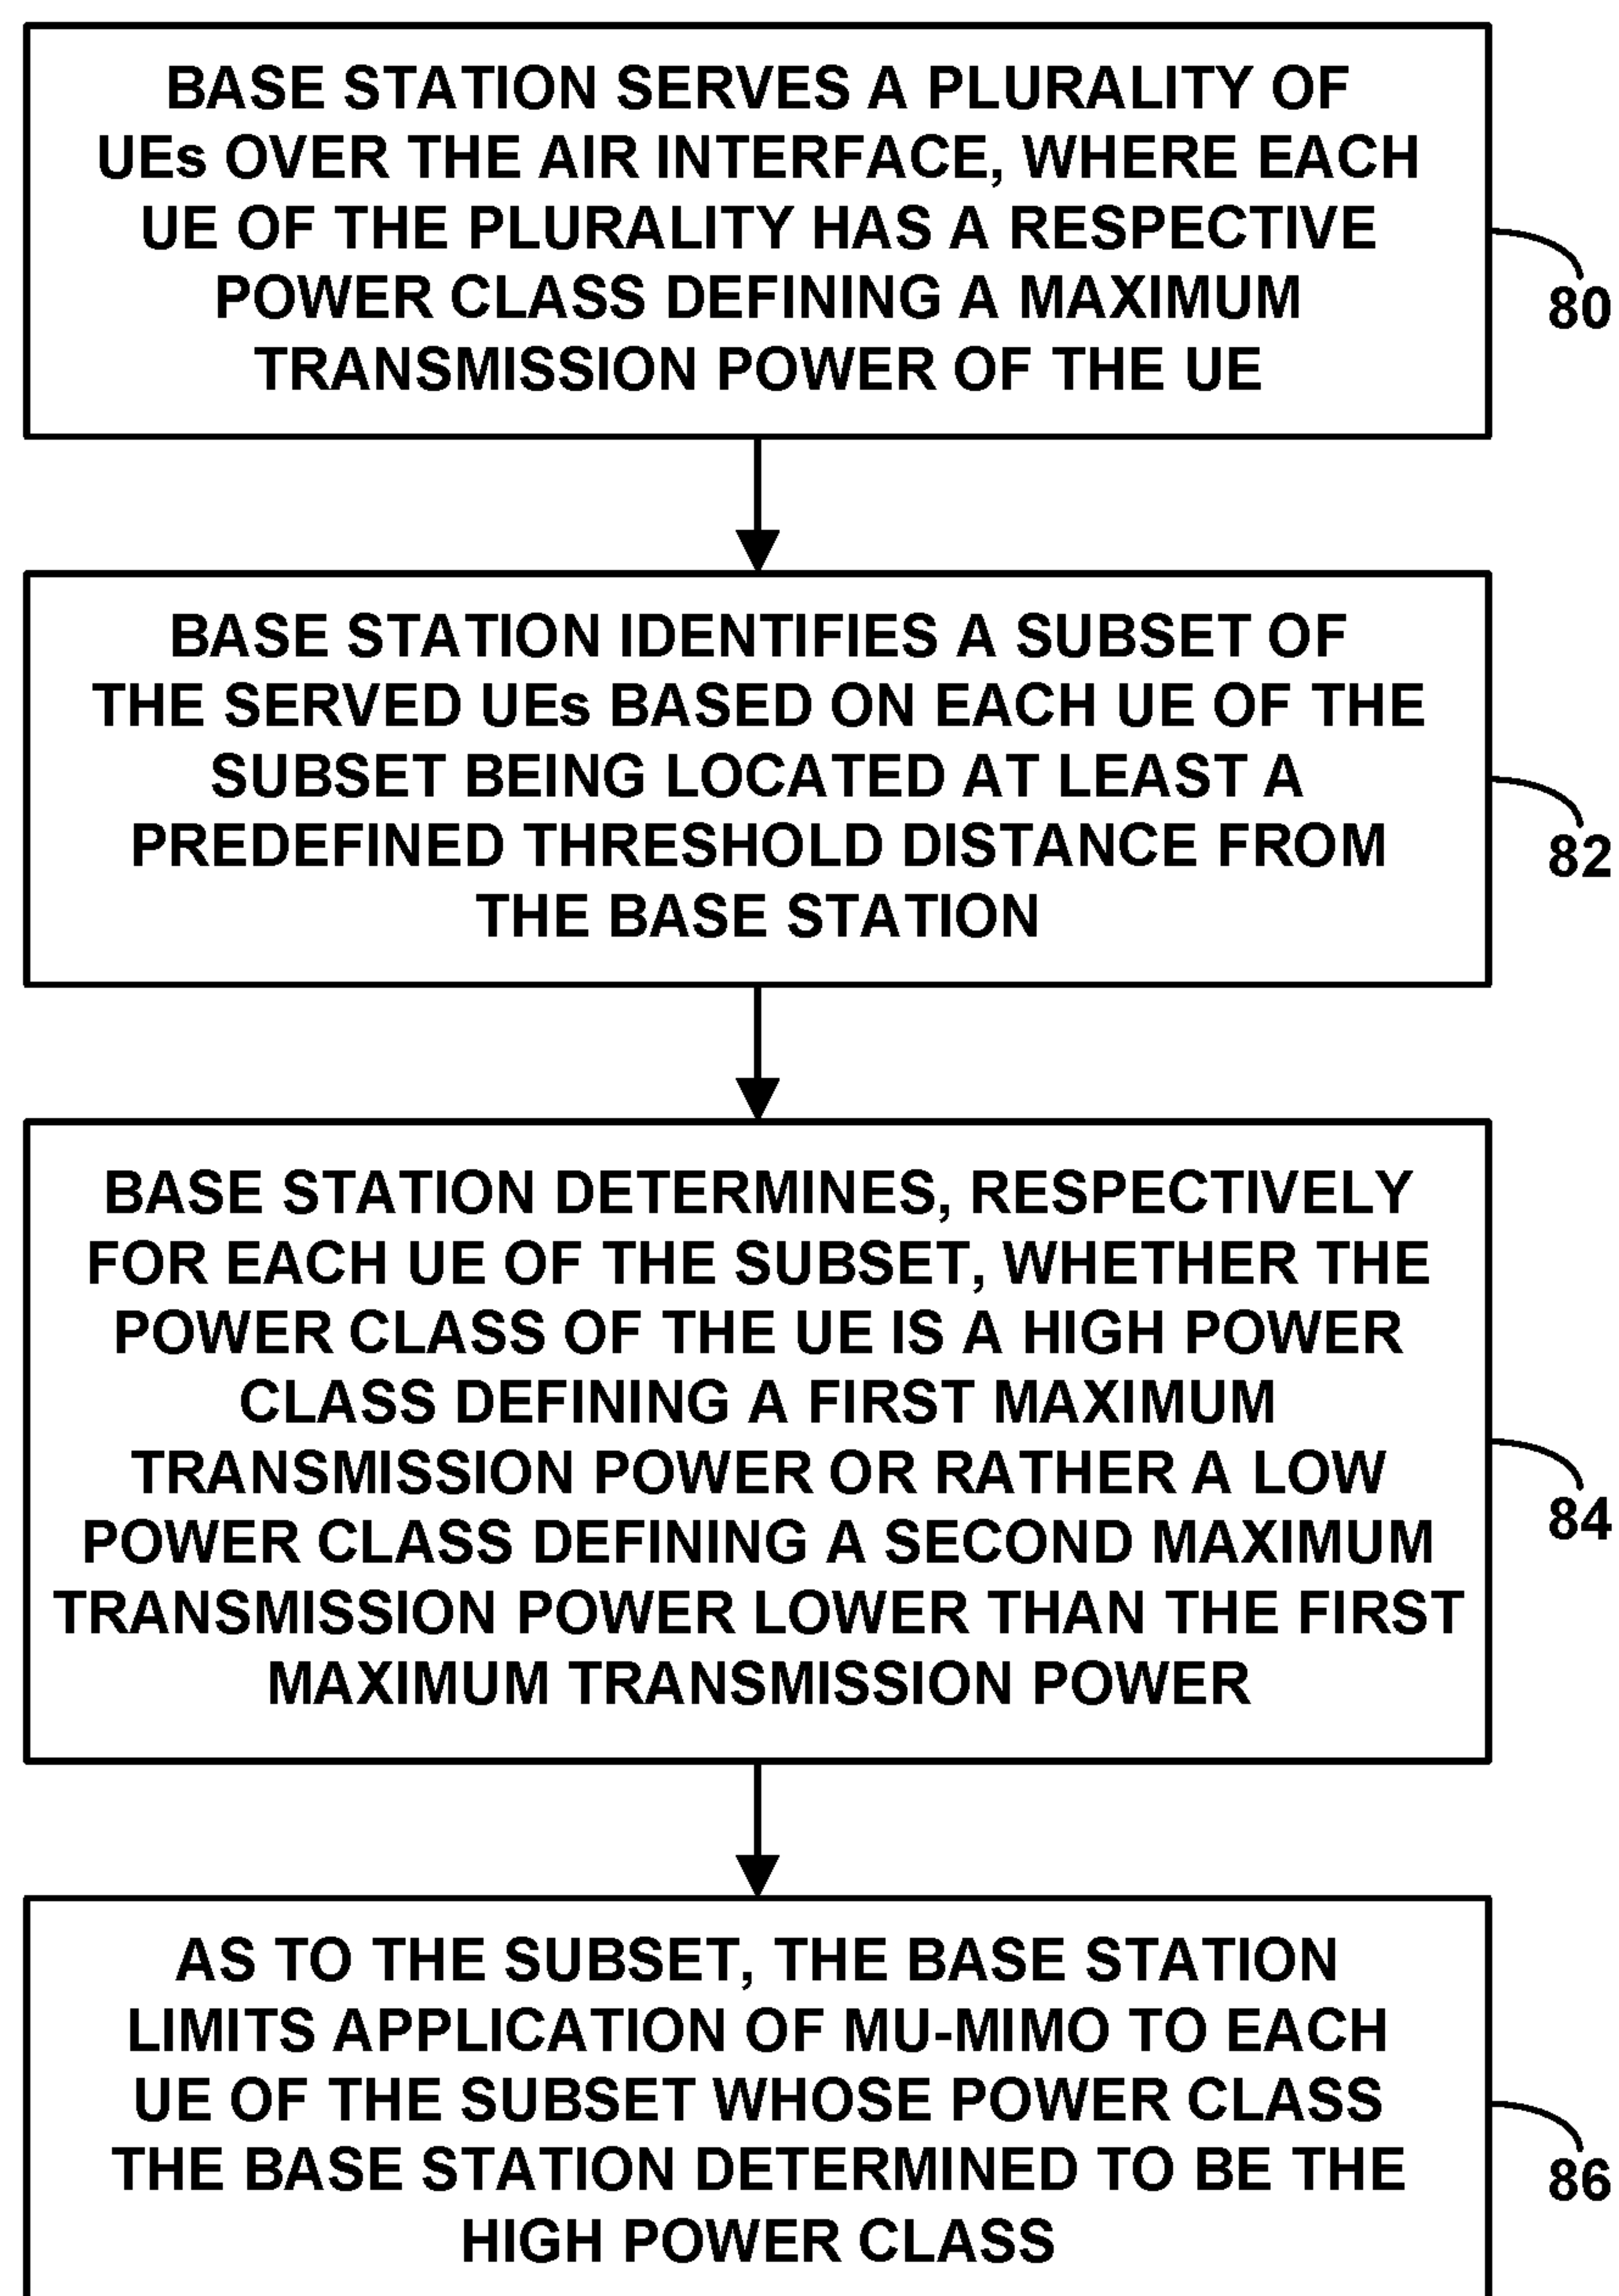 BASE STATION SERVES A PLURALITY OF
UEs OVER THE AIR INTERFACE, WHERE EACH
UE OF THE PLURALITY HAS A RESPECTIVE
POWER CLASS DEFINING A MAXIMUM
TRANSMISSION POWER OF THE UE
80
BASE STATION IDENTIFIES A SUBSET OF
THE SERVED UEs BASED ON EACH UE OF THE
SUBSET BEING LOCATED AT LEAST A
PREDEFINED THRESHOLD DISTANCE FROM
THE BASE STATION
82
BASE STATION DETERMINES, RESPECTIVELY
FOR EACH UE OF THE SUBSET, WHETHER THE
POWER CLASS OF THE UE IS A HIGH POWER
CLASS DEFINING A FIRST MAXIMUM
TRANSMISSION POWER OR RATHER A LOW
POWER CLASS DEFINING A SECOND MAXIMUM
TRANSMISSION POWER LOWER THAN THE FIRST
MAXIMUM TRANSMISSION POWER
84
AS TO THE SUBSET, THE BASE STATION
LIMITS APPLICATION OF MU-MIMO TO EACH
UE OF THE SUBSET WHOSE POWER CLASS
THE BASE STATION DETERMINED TO BE THE
HIGH POWER CLASS
86